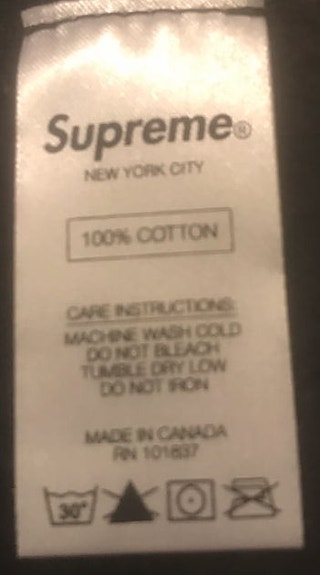 Supreme®
NEW YORK CITY
100% COTTON
CARE INSTRUCTIONS:
MACHINE WASH COLD
DO NOT BLEACH
TUMBLE DRY LOW
DO NOT IRON
MADE IN CANADA
RN 101837
30°